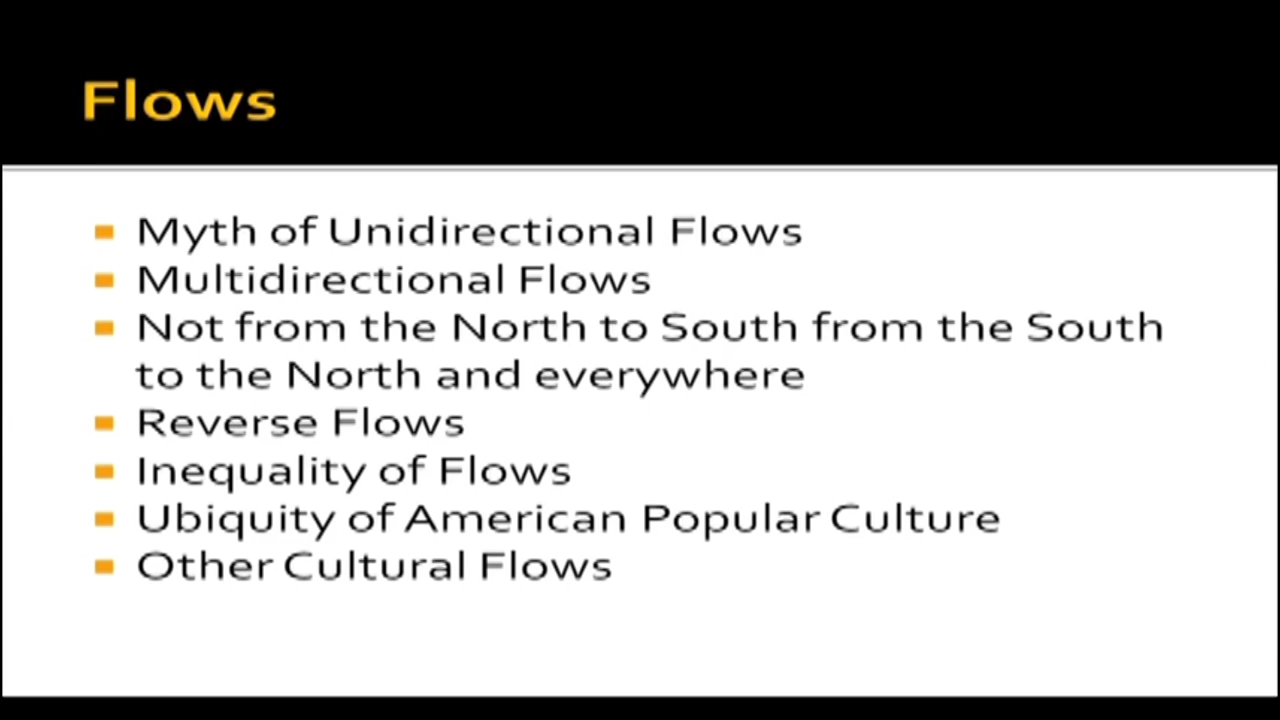 Flows
Myth of Unidirectional Flows
Multidirectional Flows
Not from the North to South from the South
to the North and everywhere
Reverse Flows
Inequality of Flows
Ubiquity of American Popular Culture
Other Cultural Flows